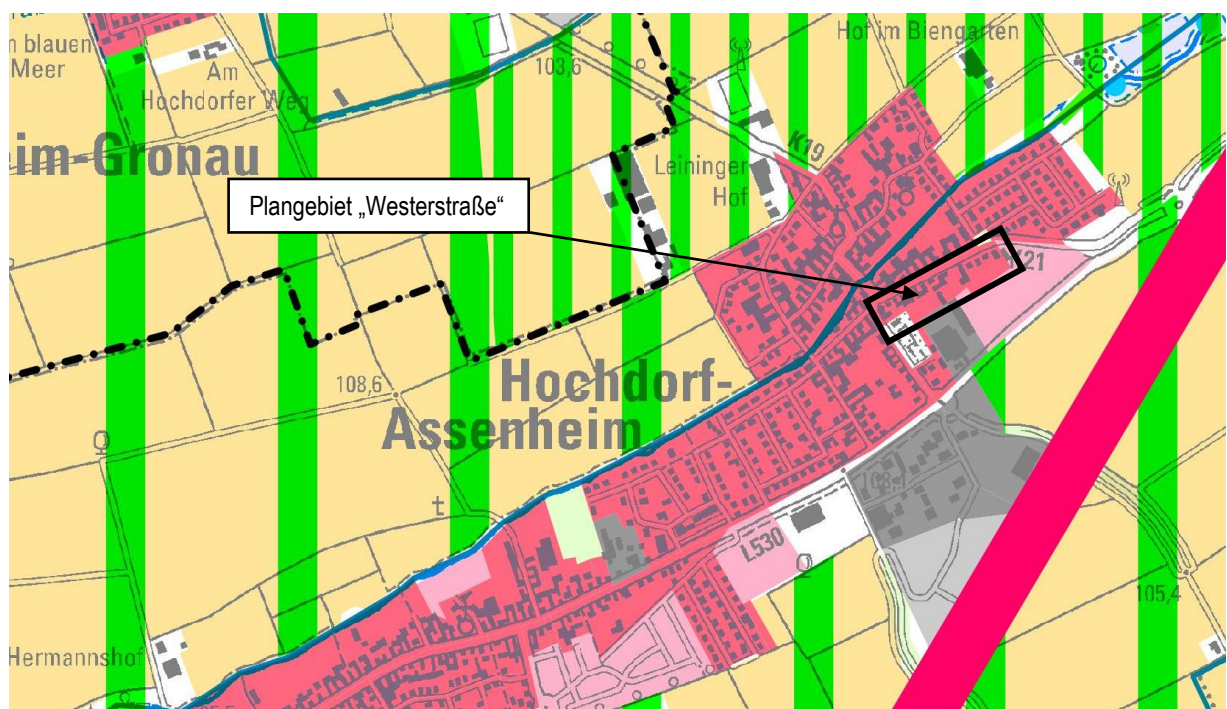 n blauen
Meer
Am
Hochdorfer Weg
103,6
Hof im Biengarten
im-Gronau
K19
Leininger
Hof
Plangebiet „Westerstraße“
108,6
Hochdorf-
Assenheim
L530
105,4
Hermannshof